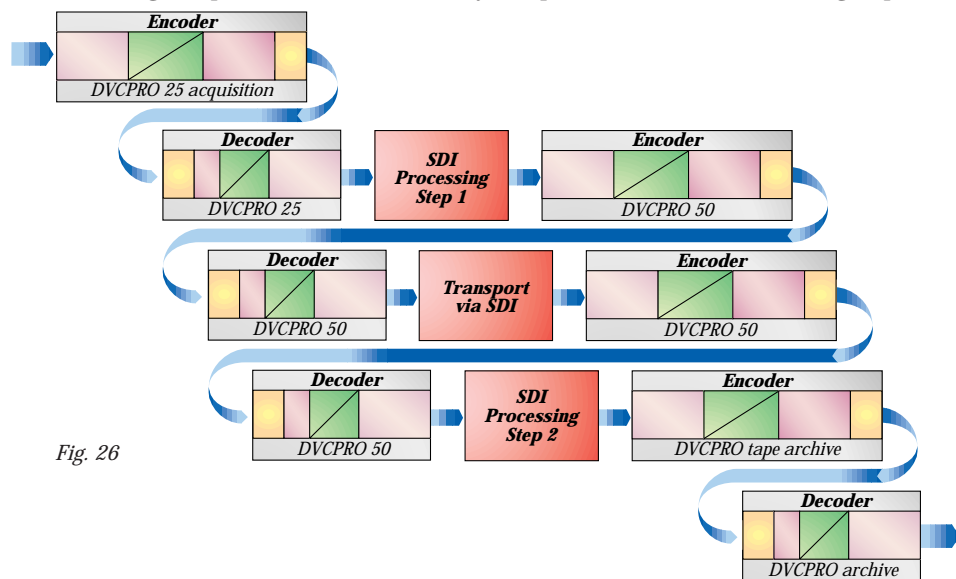 Encoder
DVCPRO 25 acquisition
Decoder
DVCPRO 25
SDI
Processing
Step 1
Encoder
DVCPRO 50
Decoder
DVCPRO 50
Transport
via SDI
Encoder
DVCPRO 50
Decoder
DVCPRO 50
SDI
Processing
Step 2
Encoder
DVCPRO tape archive
Fig. 26
Decoder
DVCPRO archive